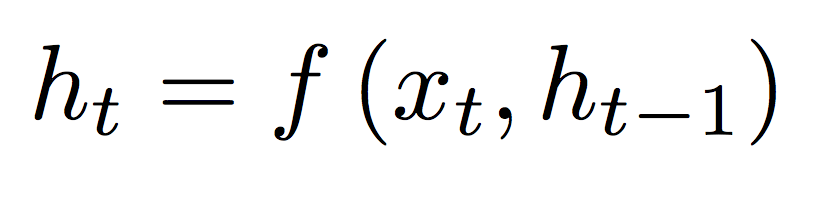 h_t = f (x_t, h_{t-1})